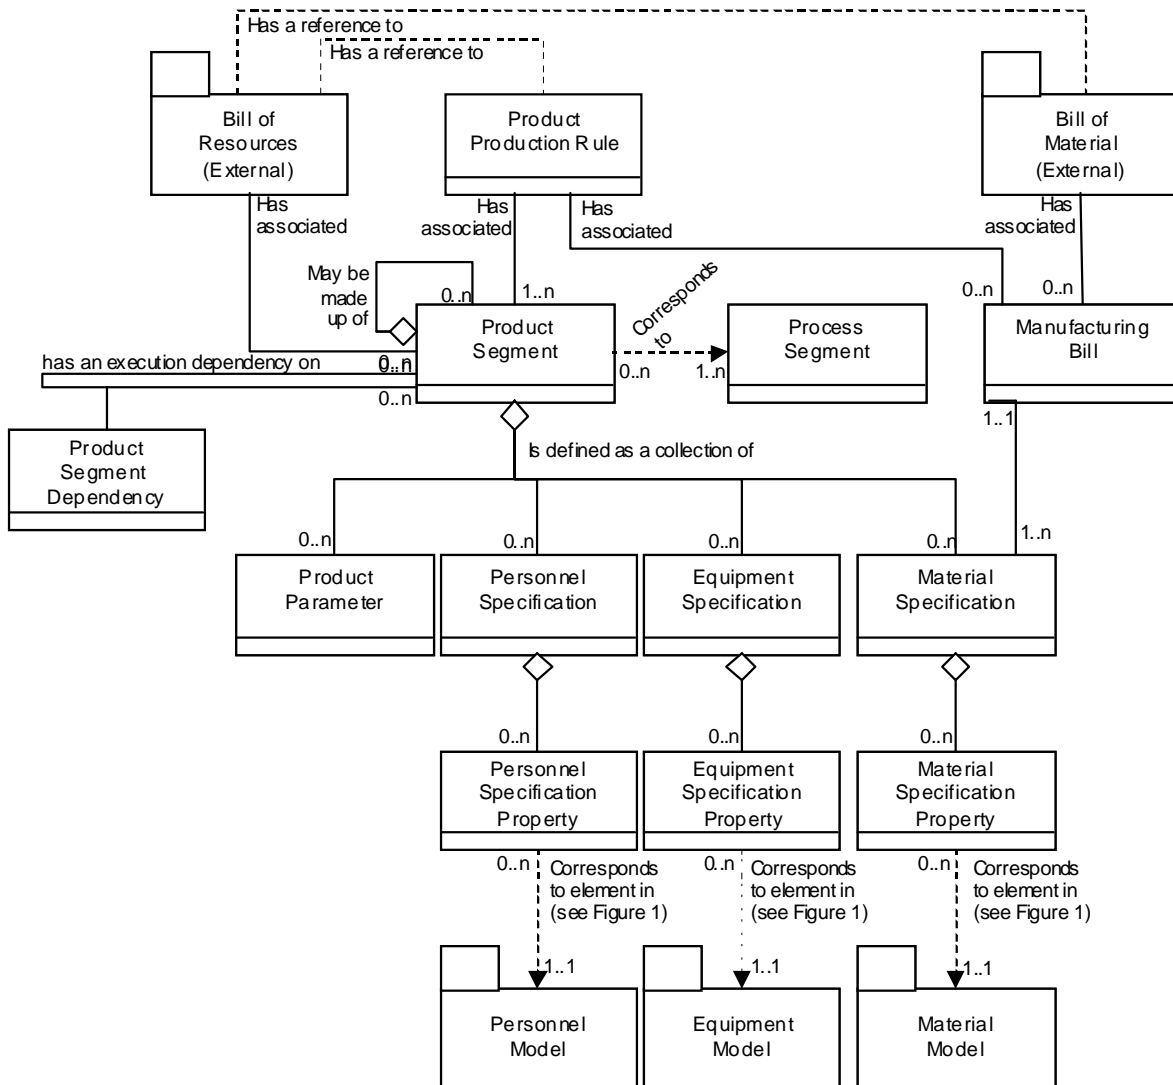 Has a reference to
Has a reference to
Bill of
Resources
(External)
Product
Production Rule
Bill of
Material
(External)
Has
associated
Has
associated
Has
associated
Has
associated
May be
made
up of
0..n
1..n
Corresponds
to
0..n
0..n
Product
Segment
Process
Segment
Manufacturing
Bill
has an execution dependency on
0..n
0..n
0..n
0..n
1..n
1..1
Product
Segment
Dependency
Is defined as a collection of
0..n
0..n
0..n
0..n
1..n
Product
Parameter
Personnel
Specification
Equipment
Specification
Material
Specification
0..n
0..n
0..n
Personnel
Specification
Property
Equipment
Specification
Property
Material
Specification
Property
0..n
Corresponds
to element in
(see Figure 1)
0..n
Corresponds
to element in
(see Figure 1)
0..n
Corresponds
to element in
(see Figure 1)
1..1
1..1
1..1
Personnel
Model
Equipment
Model
Material
Model